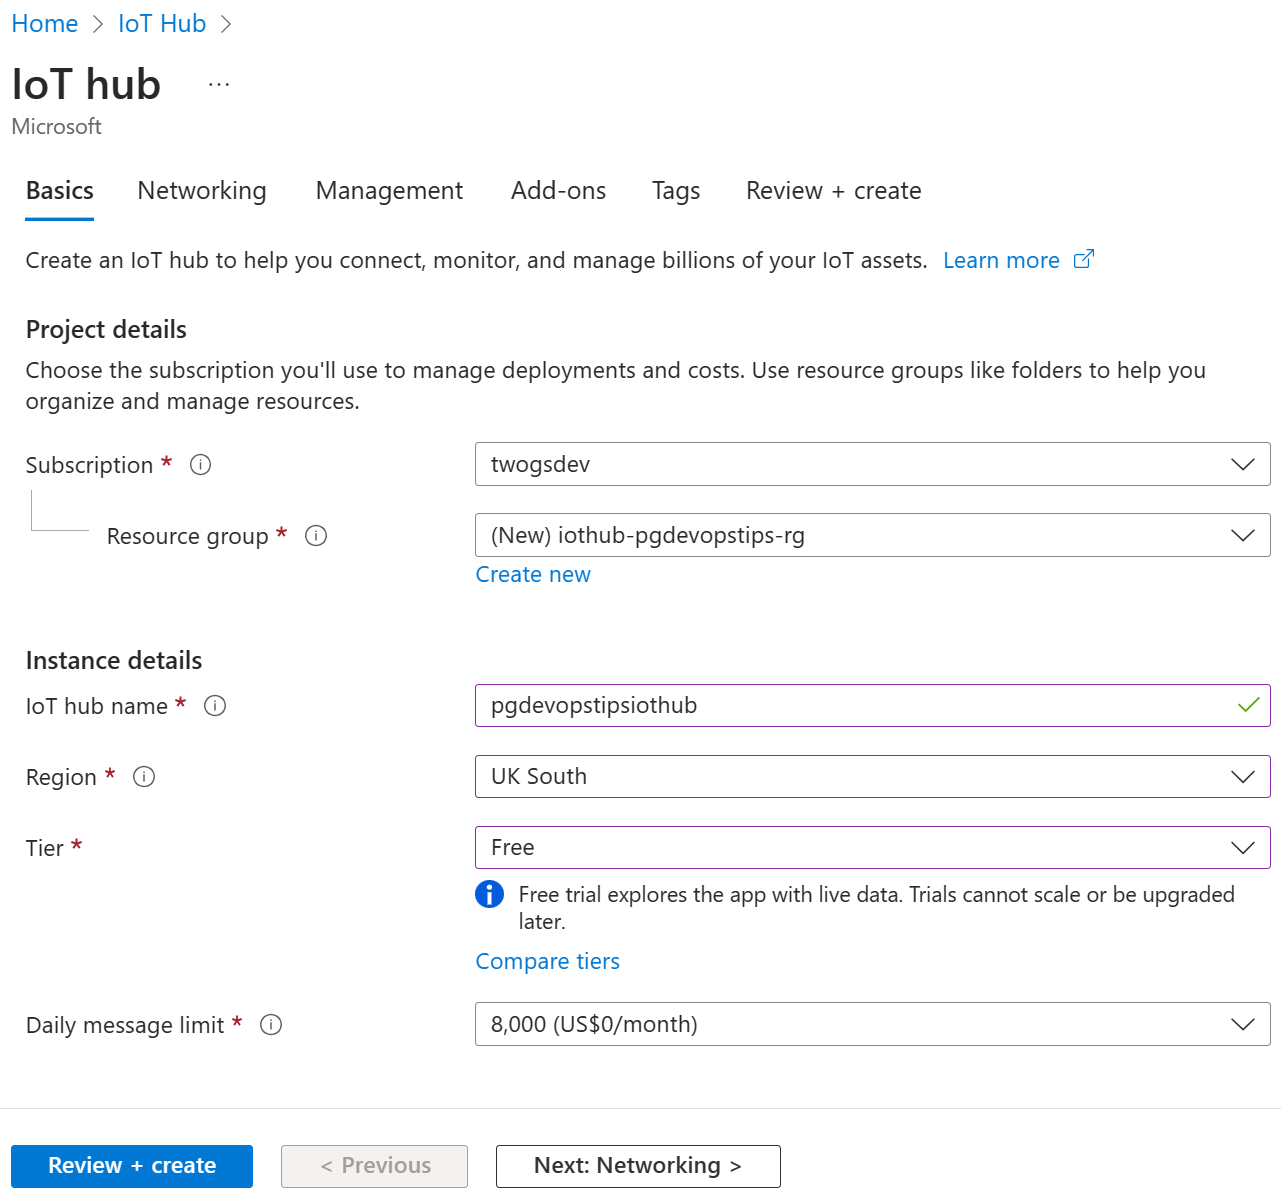 Home > IoT Hub >
IoT hub ...
Microsoft
Basics Networking Management Add-ons Tags Review + create
Create an IoT hub to help you connect, monitor, and manage billions of your IoT assets. Learn more
Project details
Choose the subscription you'll use to manage deployments and costs. Use resource groups like folders to help you
organize and manage resources.
Subscription * twogsdev
Resource group * (New) iothub-pgdevopstips-rg
Create new
Instance details
IoT hub name * pgdevopstipsiothub
Region * UK South
Tier * Free
Free trial explores the app with live data. Trials cannot scale or be upgraded
later.
Compare tiers
Daily message limit * 8,000 (US$0/month)
Review + create < Previous Next: Networking >